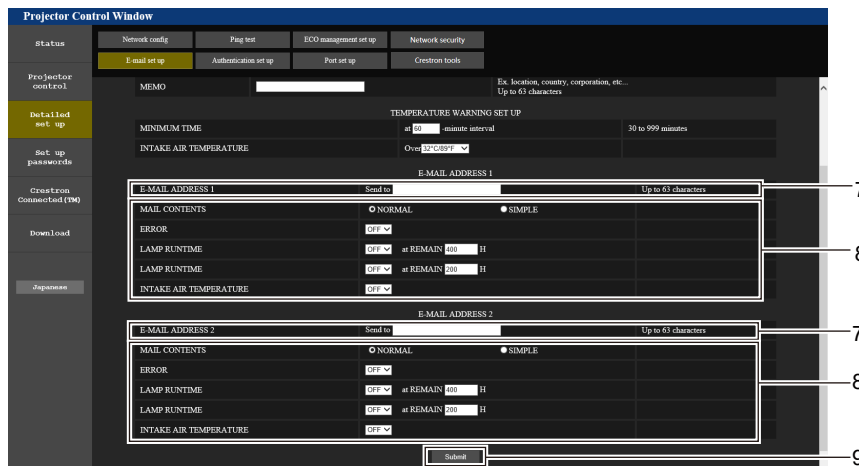 Projector Control Window
Status
Projector
control
Detailed
set up
Set up
passwords
Crestron
Connected(TM)
Download
Japanese
Network config Ping test ECO management set up Network security
E-mail set up Authentication set up Port set up Crestron tools
MEMO Ex. location, country, corporation, etc...
Up to 63 characters
TEMPERATURE WARNING SET UP
MINIMUM TIME at 60 -minute interval 30 to 999 minutes
INTAKE AIR TEMPERATURE Over 32°C/89°F
E-MAIL ADDRESS 1
E-MAIL ADDRESS 1 Send to Up to 63 characters 7
MAIL CONTENTS NORMAL SIMPLE
ERROR OFF
LAMP RUNTIME OFF at REMAIN 400 H 8
LAMP RUNTIME OFF at REMAIN 200 H
INTAKE AIR TEMPERATURE OFF
E-MAIL ADDRESS 2
E-MAIL ADDRESS 2 Send to Up to 63 characters 7
MAIL CONTENTS NORMAL SIMPLE
ERROR OFF 8
LAMP RUNTIME OFF at REMAIN 400 H
LAMP RUNTIME OFF at REMAIN 200 H
INTAKE AIR TEMPERATURE OFF
Submit 9